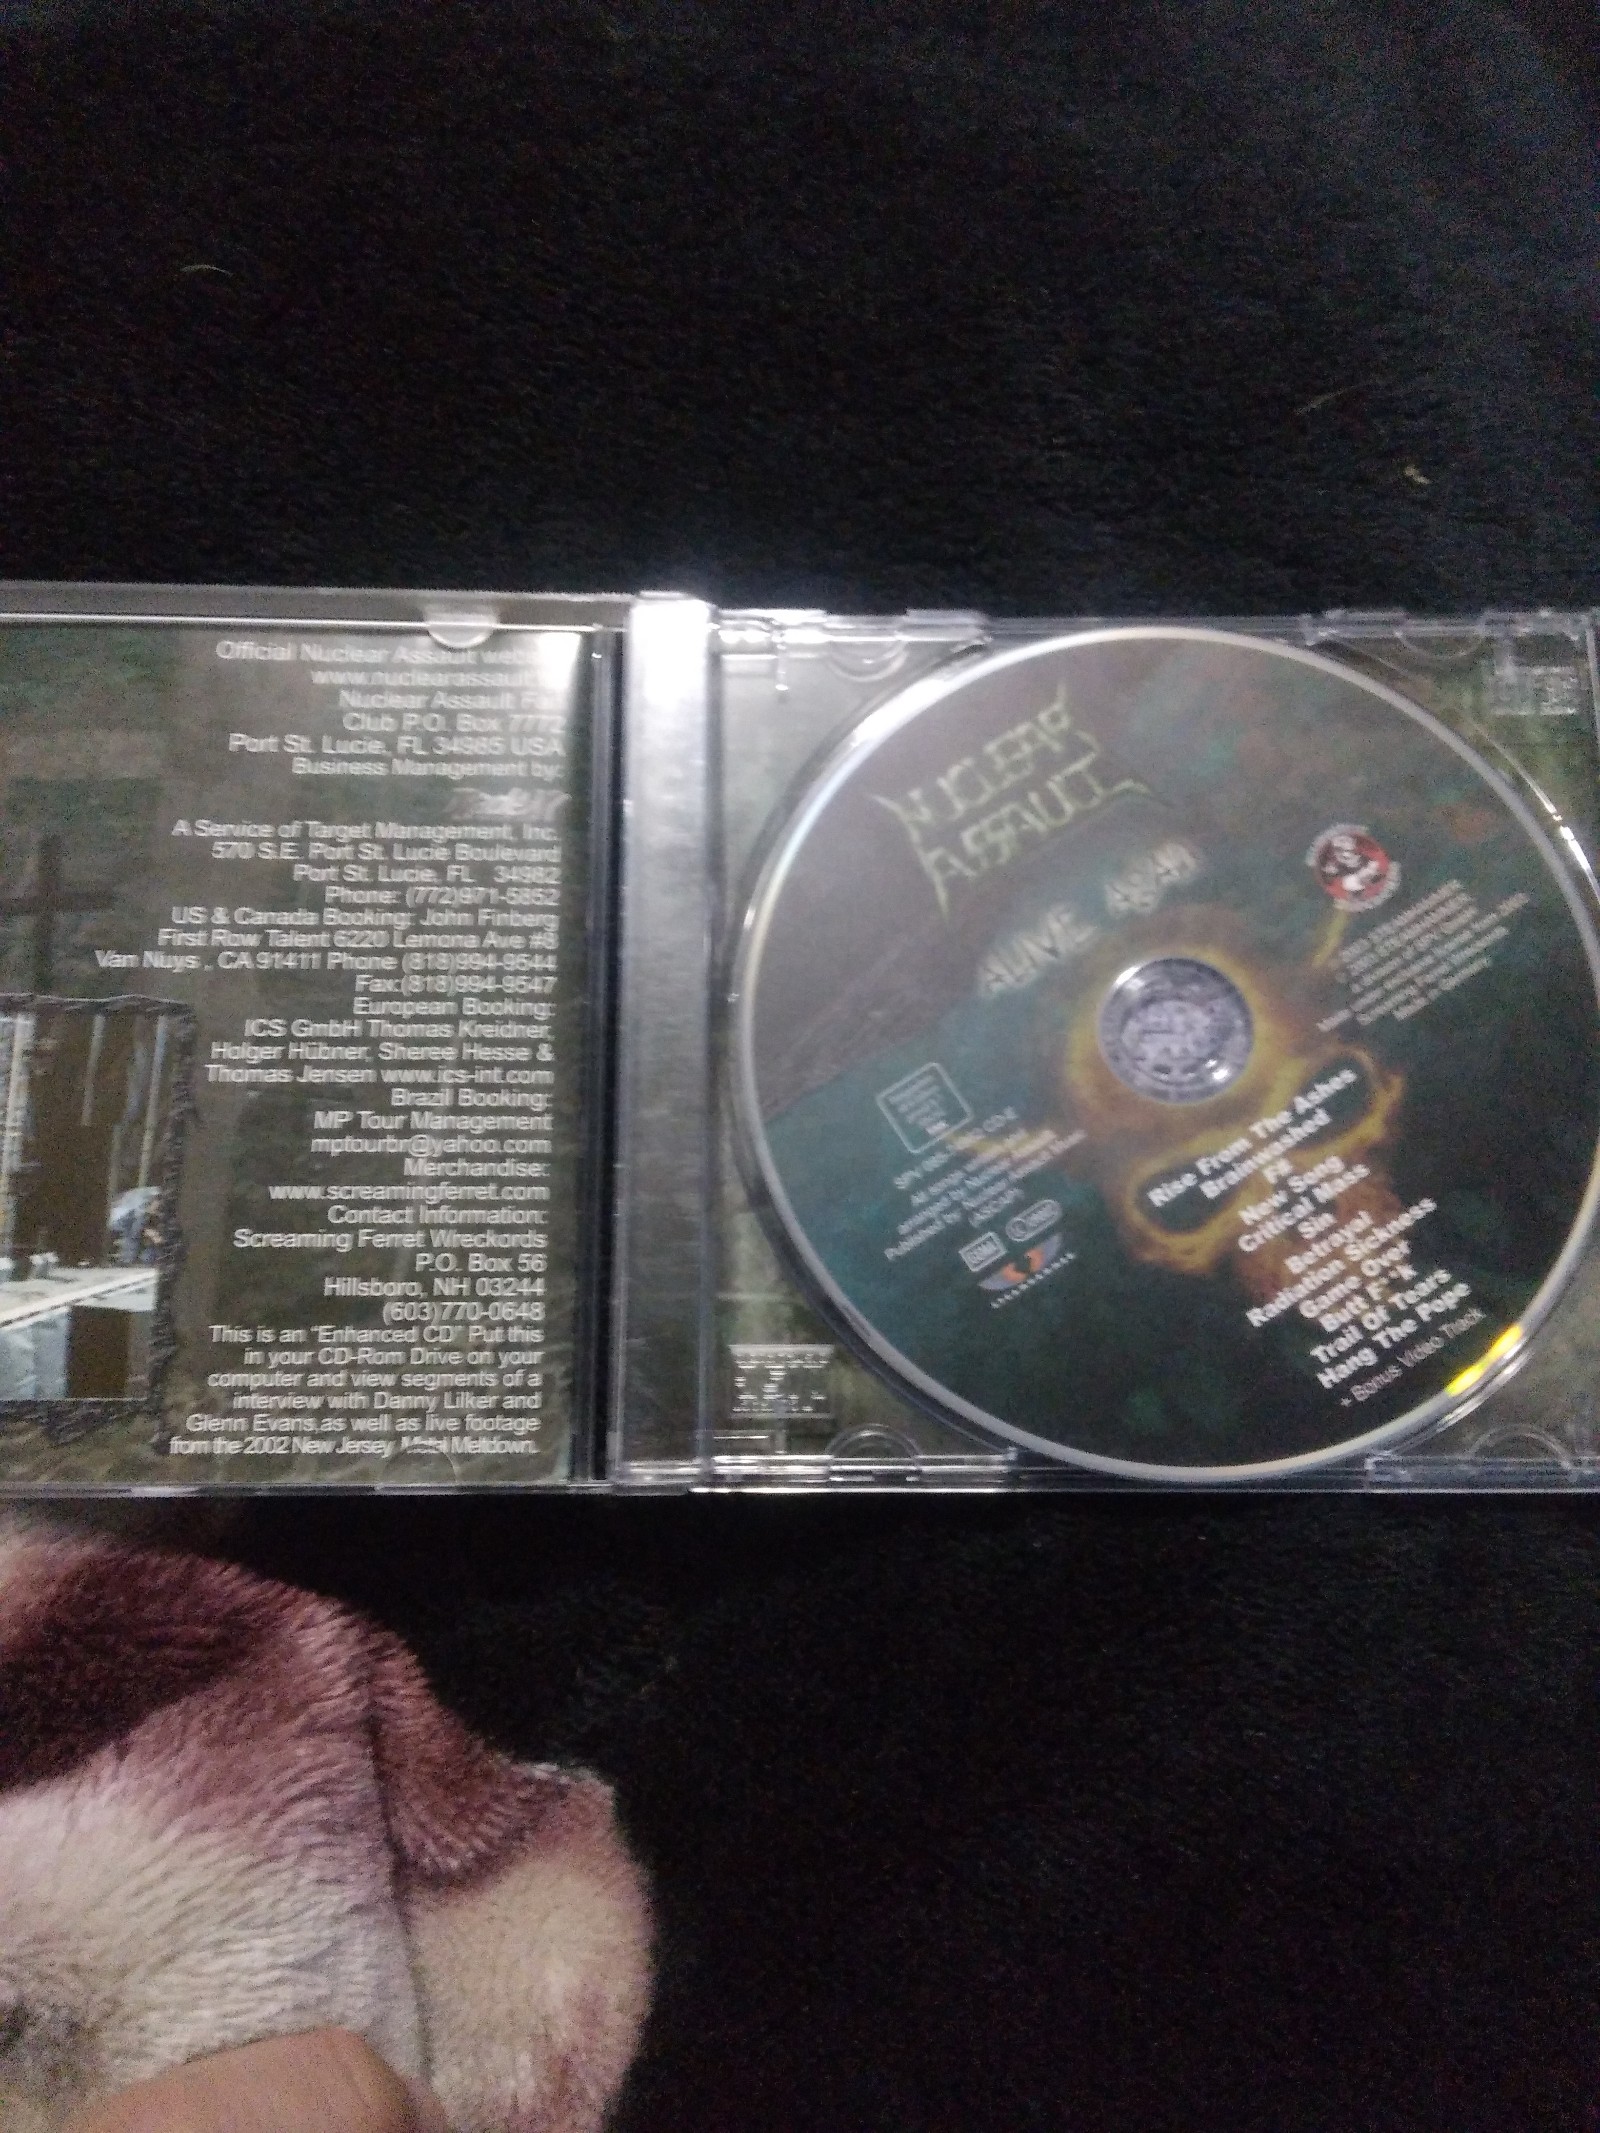 Official Nuclear Assault
Nuclear Assault
Club P.O. Box 7772
Port St. Lucie, FL 34985 USA
Business Management by:
A Service of Target Management, Inc.
570 S.E. Port St. Lucie Boulevard
Port St. Lucie, FL 34982
Phone: (772)971-5852
US & Canada Booking: John Finberg
First Row Talent 6220 Lemona Ave #8
Van Nuys , CA 91411 Phone (818)994-9544
Fax:(818)994-9547
European Booking:
ICS GmbH Thomas Kreidner,
Holger Hübner, Sheree Hesse &
Thomas Jensen www.ics-int.com
Brazil Booking:
MP Tour Management
mptourbr@yahoo.com
Merchandise:
www.screamingferret.com
Contact Information:
Screaming Ferret Wreckords
P.O. Box 56
Hillsboro, NH 03244
(603)770-0648
This is an "Enhanced CD" Put this
in your CD-Rom Drive on your
computer and view segments of a
interview with Danny Lilker and
Glenn Evans,as well as live footage
from the 2002 New Jersey Metal Meltdown.
NUCLEAR
ASSAULT
ALIVE AGAIN
Rise From The Ashes
Brainwashed
F#
New Song
Critical Mass
Sin
Betrayal
Radiation Sickness
Game Over
Butt F**k
Trail Of Tears
Hang The Pope
+ Bonus Video Track